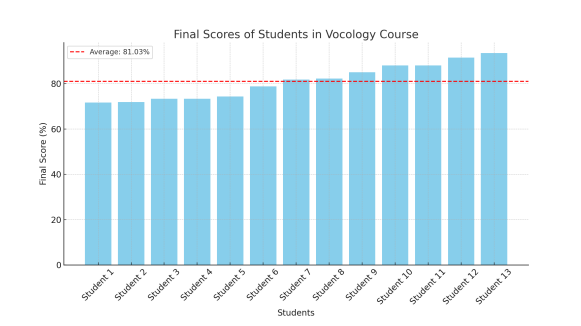 Final Scores of Students in Vocology Course
Average: 81.03%
Final Score (%)
80
60
40
20
0
Student 1
Student 2
Student 3
Student 4
Student 5
Student 6
Student 7
Student 8
Student 9
Student 10
Student 11
Student 12
Student 13
Students